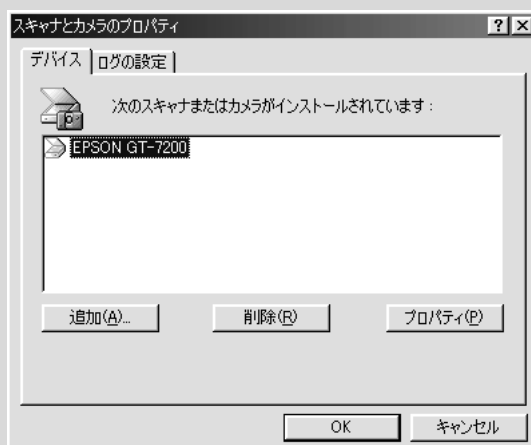 スキャナとカメラのプロパティ
デバイス ログの設定
次のスキャナまたはカメラがインストールされています：
EPSON GT-7200
追加(A)... 削除(R) プロパティ(P)
OK キャンセル